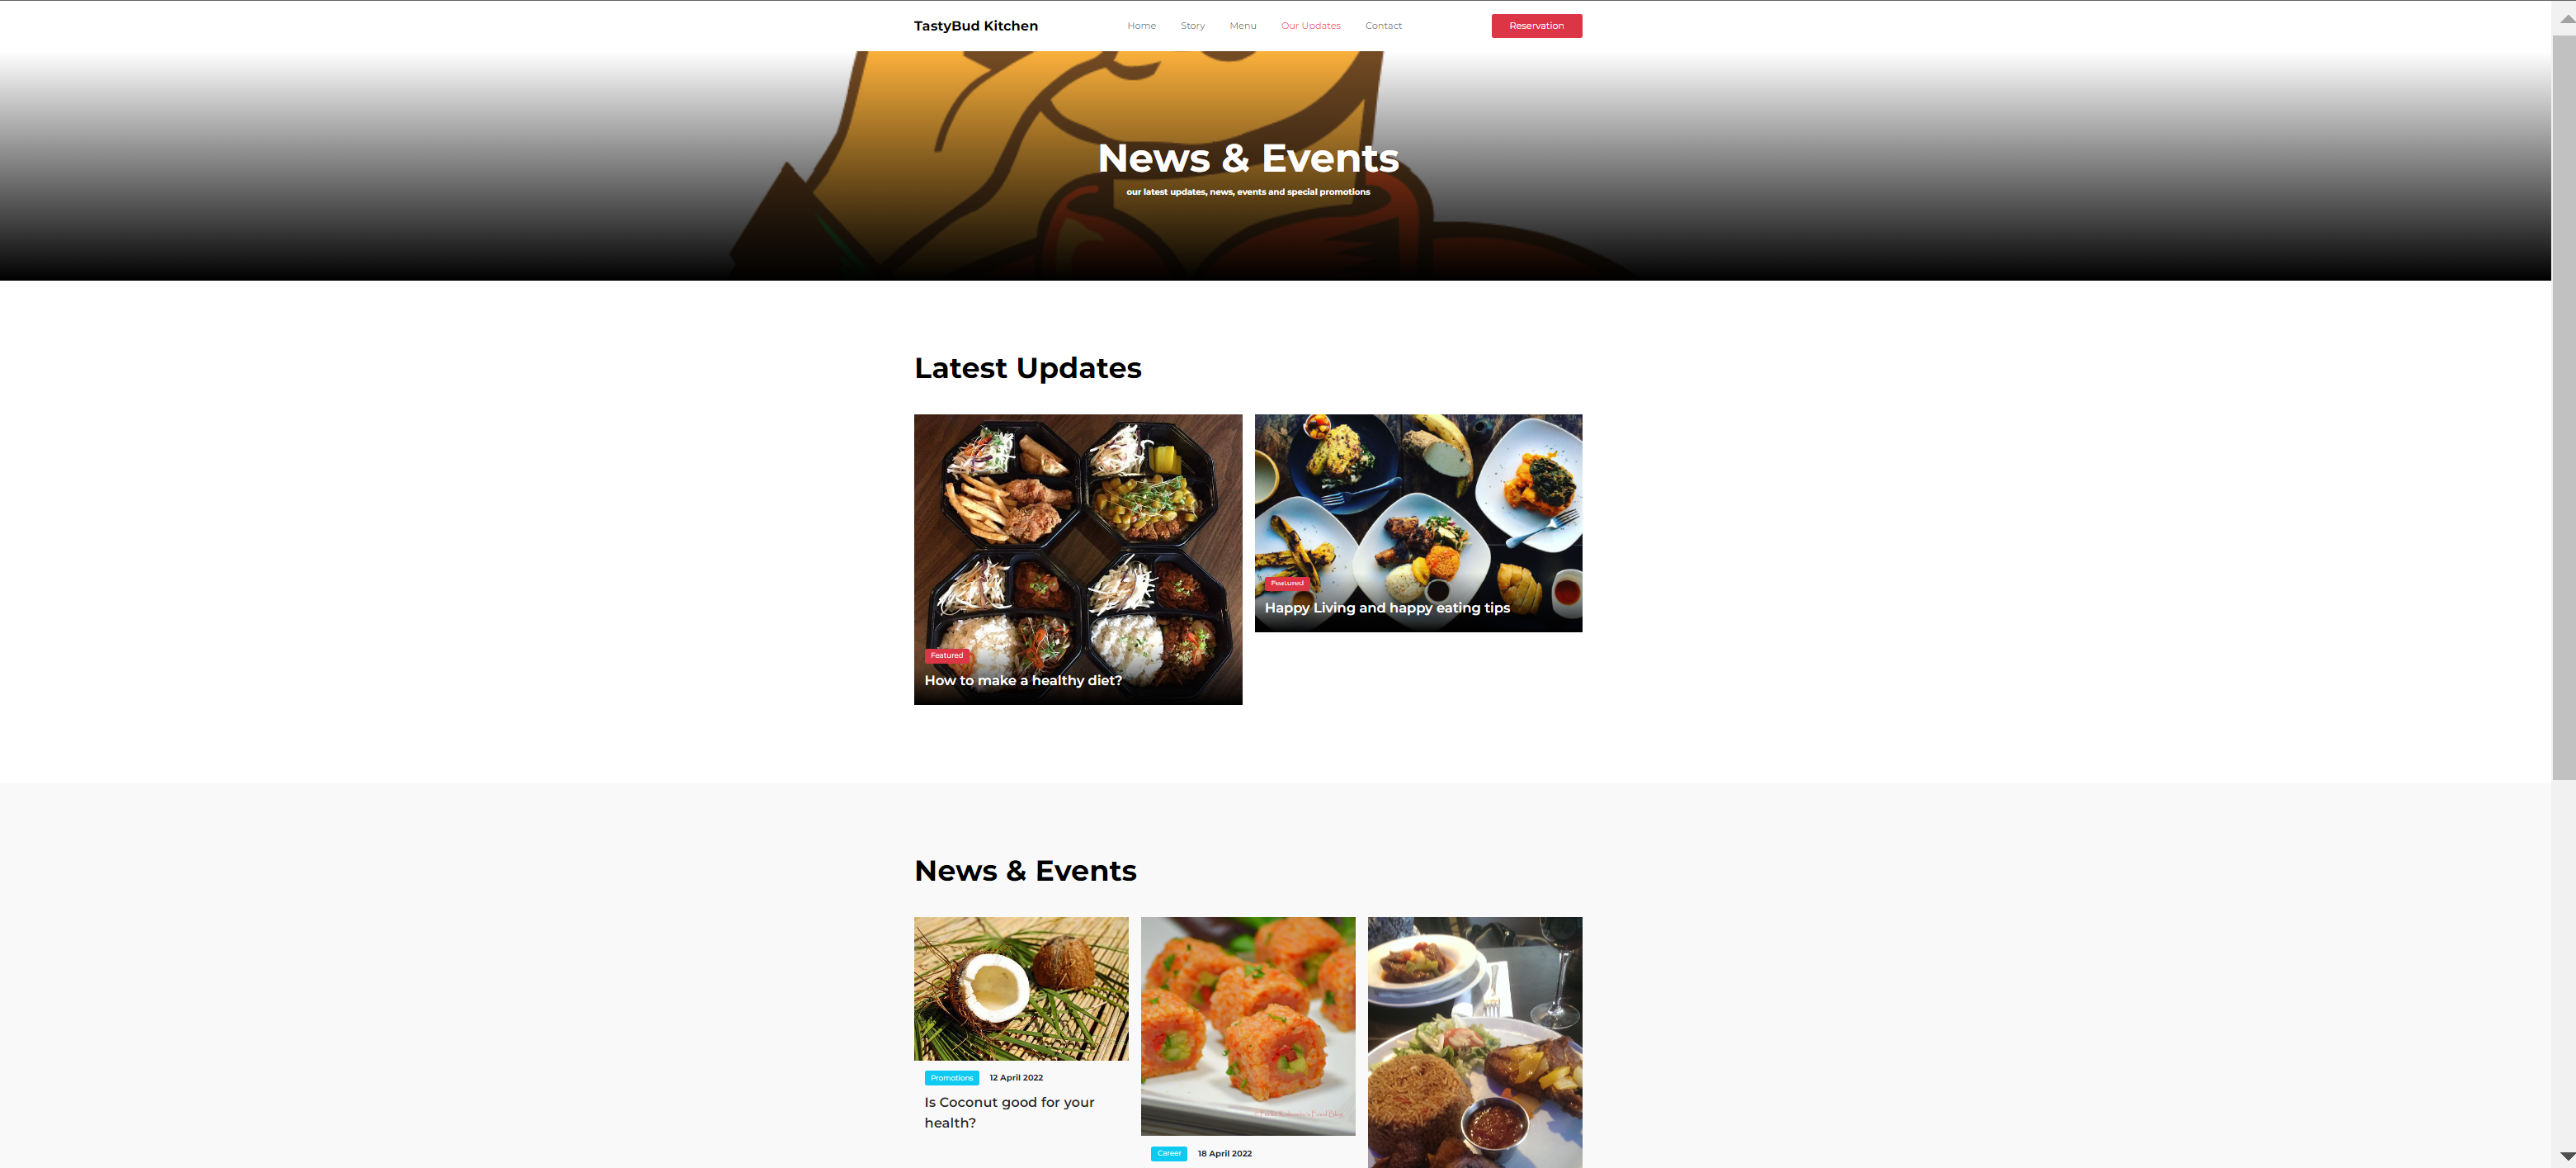 TastyBud Kitchen
Home
Story
Menu
Our Updates
Contact
Reservation
News & Events
our latest updates, news, events and special promotions
Latest Updates
Featured
How to make a healthy diet?
Featured
Happy Living and happy eating tips
News & Events
Promotions
12 April 2022
Is Coconut good for your
health?
Career
18 April 2022